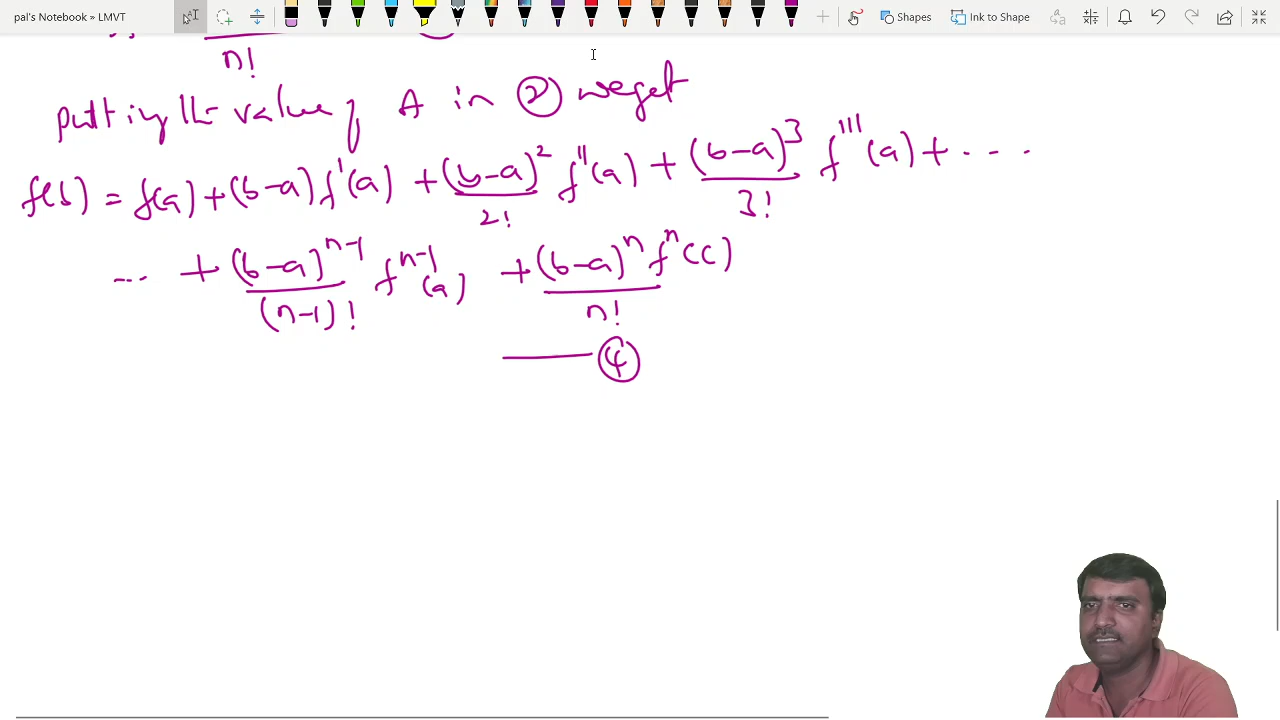 pal's Notebook » LMVT
Shapes
Ink to Shape
n!
putting the value of A in ② we get
f(b) = f(a) + (b-a) f'(a) + (b-a)²/2! f''(a) + (b-a)³/3! f'''(a) + ...
... + (b-a)ⁿ⁻¹/(n-1)! fⁿ⁻¹(a) + (b-a)ⁿ/n! fⁿ(c)
—— ④